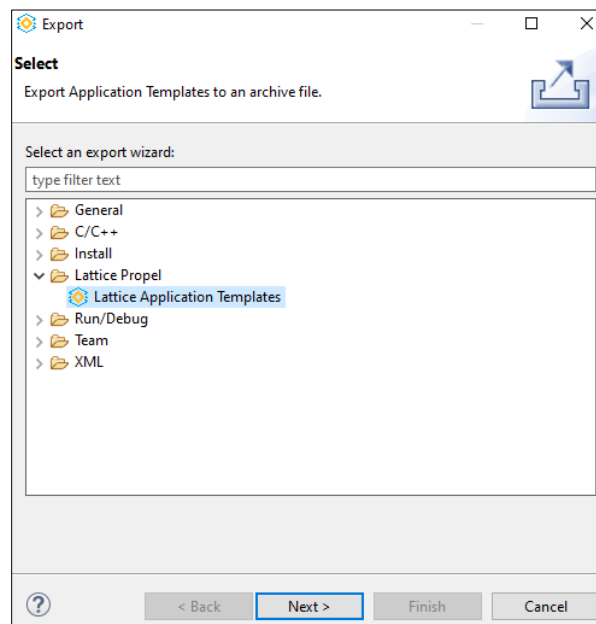 Export
Select
Export Application Templates to an archive file.
Select an export wizard:
type filter text
General
C/C++
Install
Lattice Propel
Lattice Application Templates
Run/Debug
Team
XML
?
< Back Next > Finish Cancel